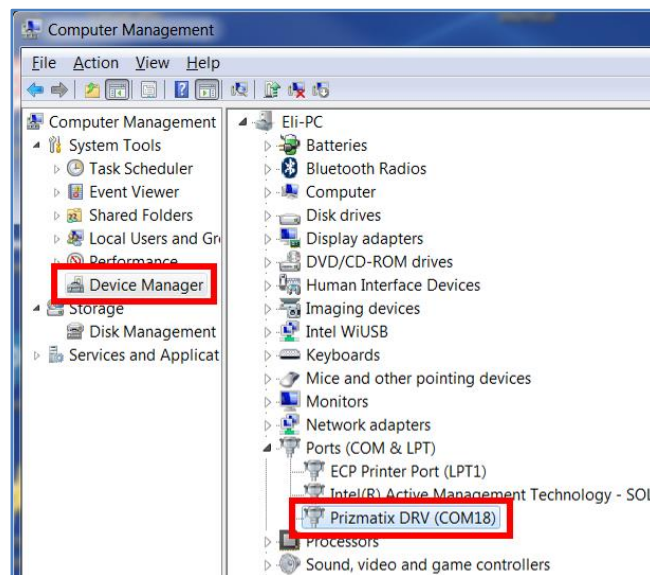 Computer Management
File Action View Help
Computer Management
System Tools
Task Scheduler
Event Viewer
Shared Folders
Local Users and Gr
Performance
Device Manager
Storage
Disk Management
Services and Applicat
Eli-PC
Batteries
Bluetooth Radios
Computer
Disk drives
Display adapters
DVD/CD-ROM drives
Human Interface Devices
Imaging devices
Intel WiUSB
Keyboards
Mice and other pointing devices
Monitors
Network adapters
Ports (COM & LPT)
ECP Printer Port (LPT1)
Intel(R) Active Management Technology - SOL
Prizmatix DRV (COM18)
Processors
Sound, video and game controllers